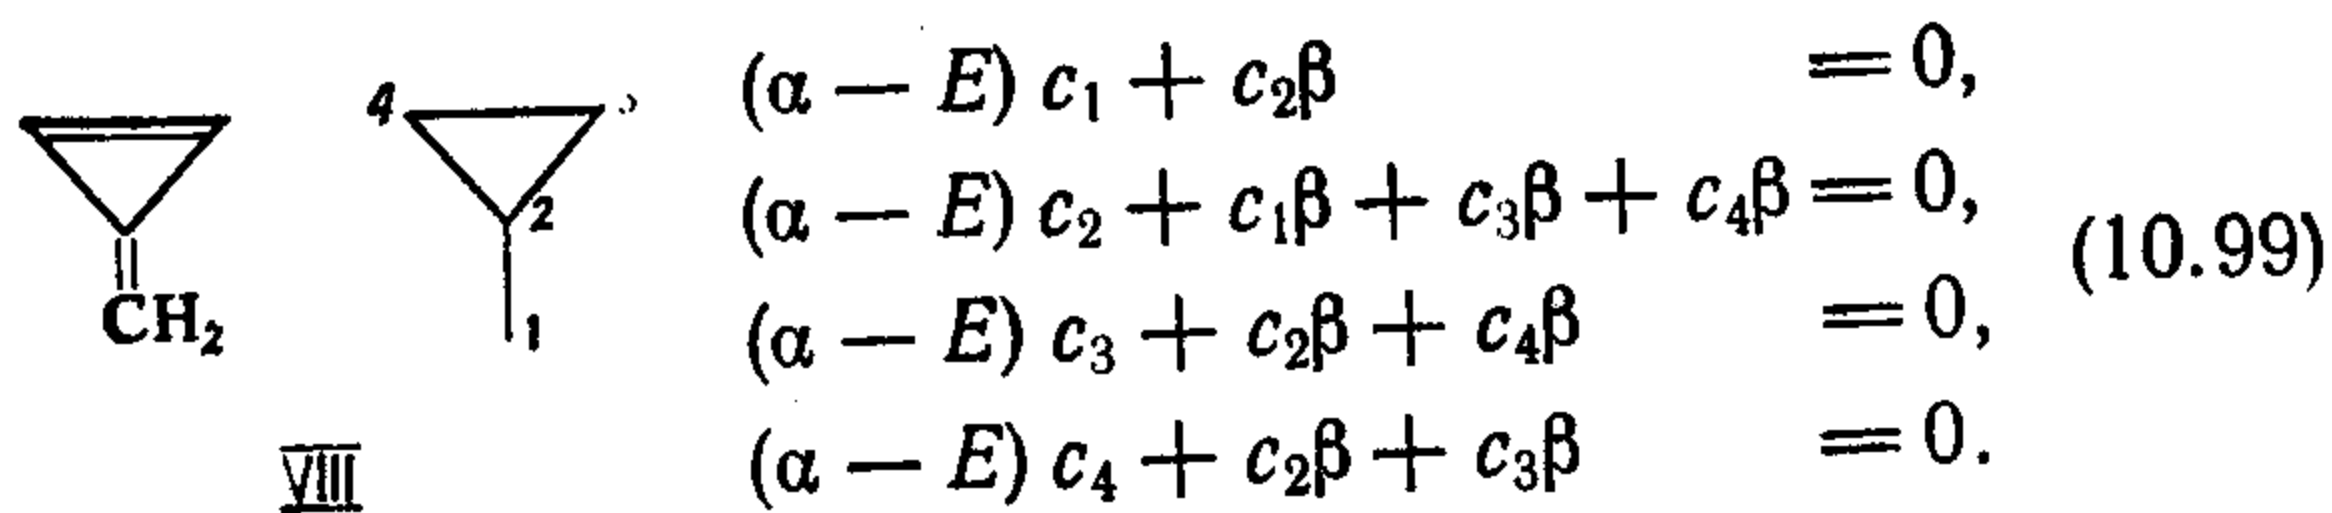 (α — E) c₁ + c₂β = 0,
4
(α — E) c₂ + c₁β + c₃β + c₄β = 0,
2
(10.99)
CH₂
1
(α — E) c₃ + c₂β + c₄β = 0,
VIII
(α — E) c₄ + c₂β + c₃β = 0.